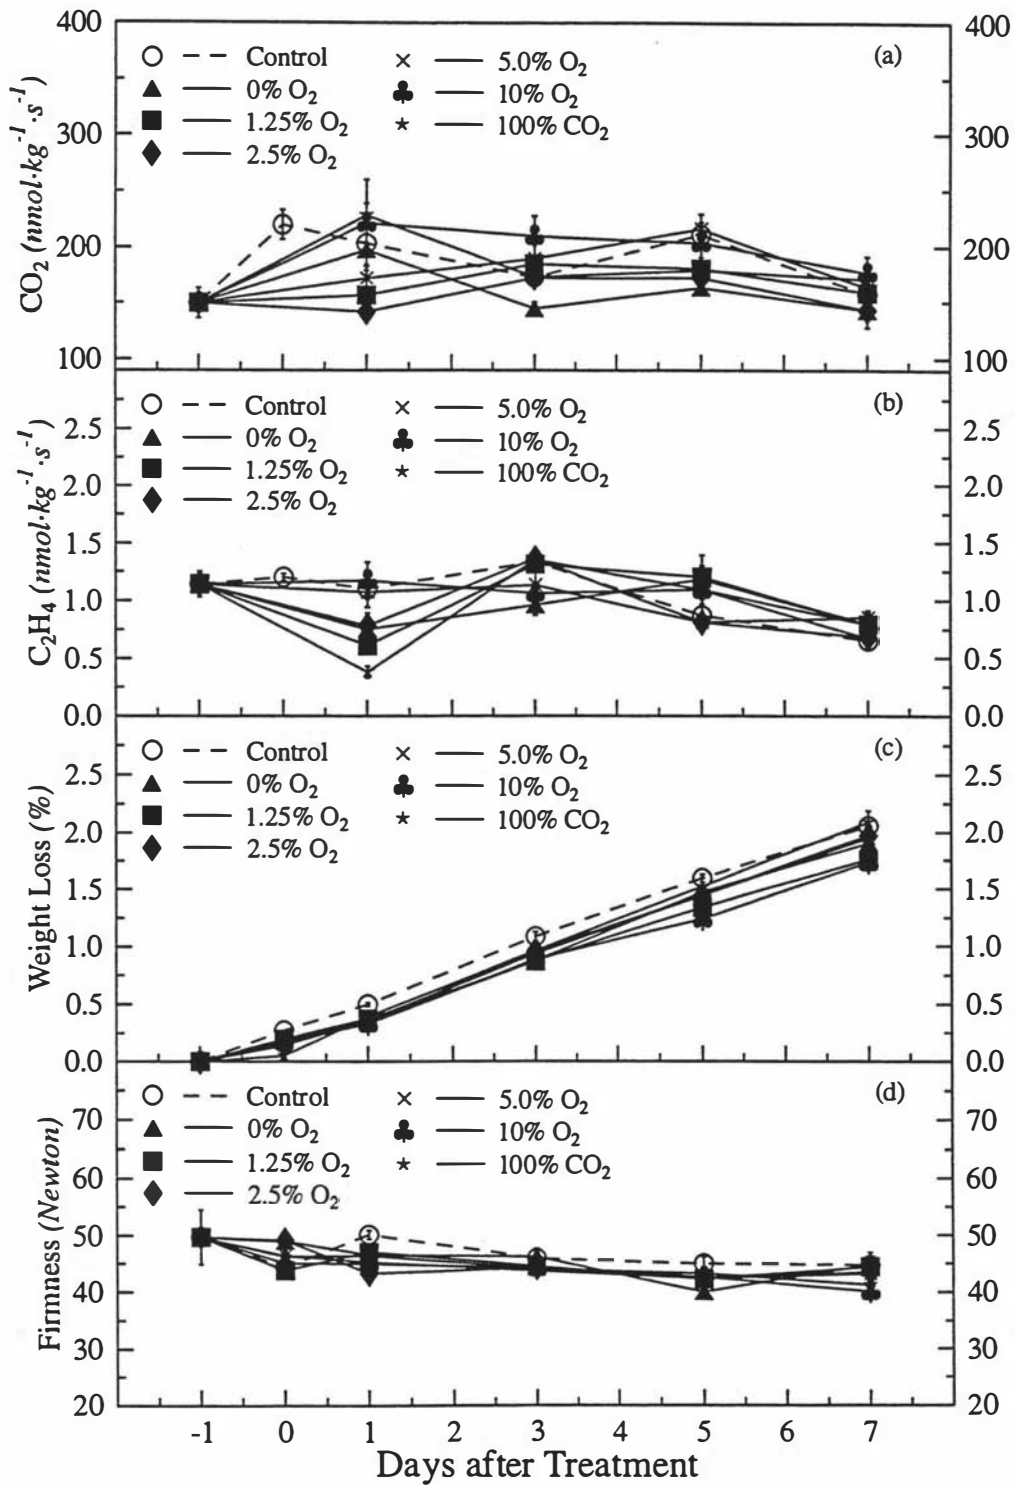 400 400
Control 5.0% O₂ (a)
0% O₂ 10% O₂
1.25% O₂ 100% CO₂
2.5% O₂
300 300
200 200
100 100
CO₂ (nmol·kg⁻¹·s⁻¹)
Control 5.0% O₂ (b)
0% O₂ 10% O₂
1.25% O₂ 100% CO₂
2.5% O₂
2.5 2.5
2.0 2.0
1.5 1.5
1.0 1.0
0.5 0.5
0.0 0.0
C₂H₄ (nmol·kg⁻¹·s⁻¹)
Control 5.0% O₂ (c)
0% O₂ 10% O₂
1.25% O₂ 100% CO₂
2.5% O₂
2.5 2.5
2.0 2.0
1.5 1.5
1.0 1.0
0.5 0.5
0.0 0.0
Weight Loss (%)
Control 5.0% O₂ (d)
0% O₂ 10% O₂
1.25% O₂ 100% CO₂
2.5% O₂
70 70
60 60
50 50
40 40
30 30
20 20
Firmness (Newton)
-1 0 1 2 3 4 5 6 7
Days after Treatment